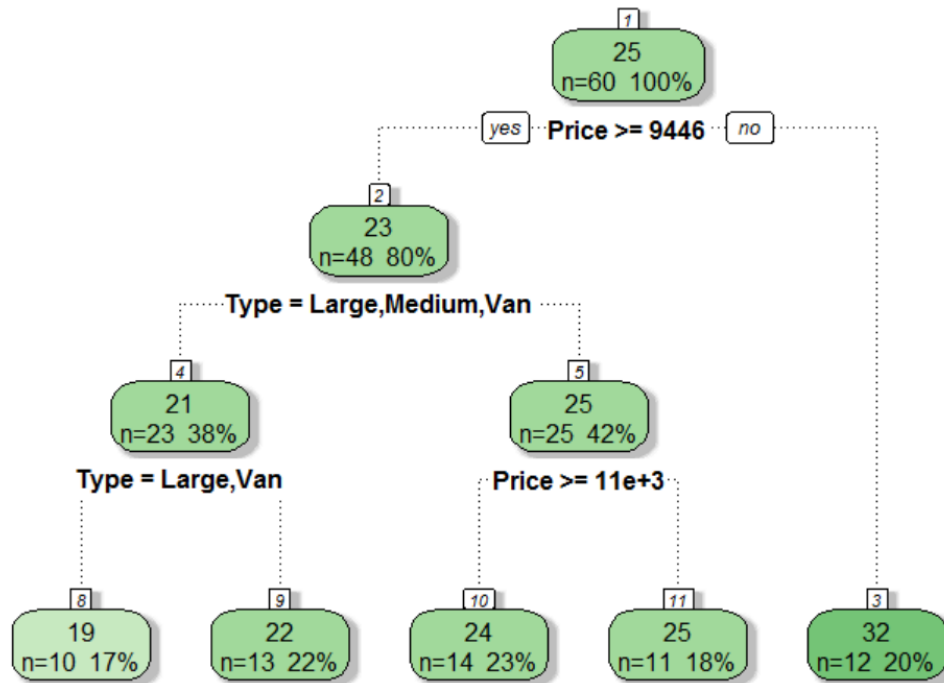 1
25
n=60 100%
yes Price >= 9446 no
2
23
n=48 80%
Type = Large,Medium,Van
4 5
21 25
n=23 38% n=25 42%
Type = Large,Van Price >= 11e+3
8 9 10 11 3
19 22 24 25 32
n=10 17% n=13 22% n=14 23% n=11 18% n=12 20%